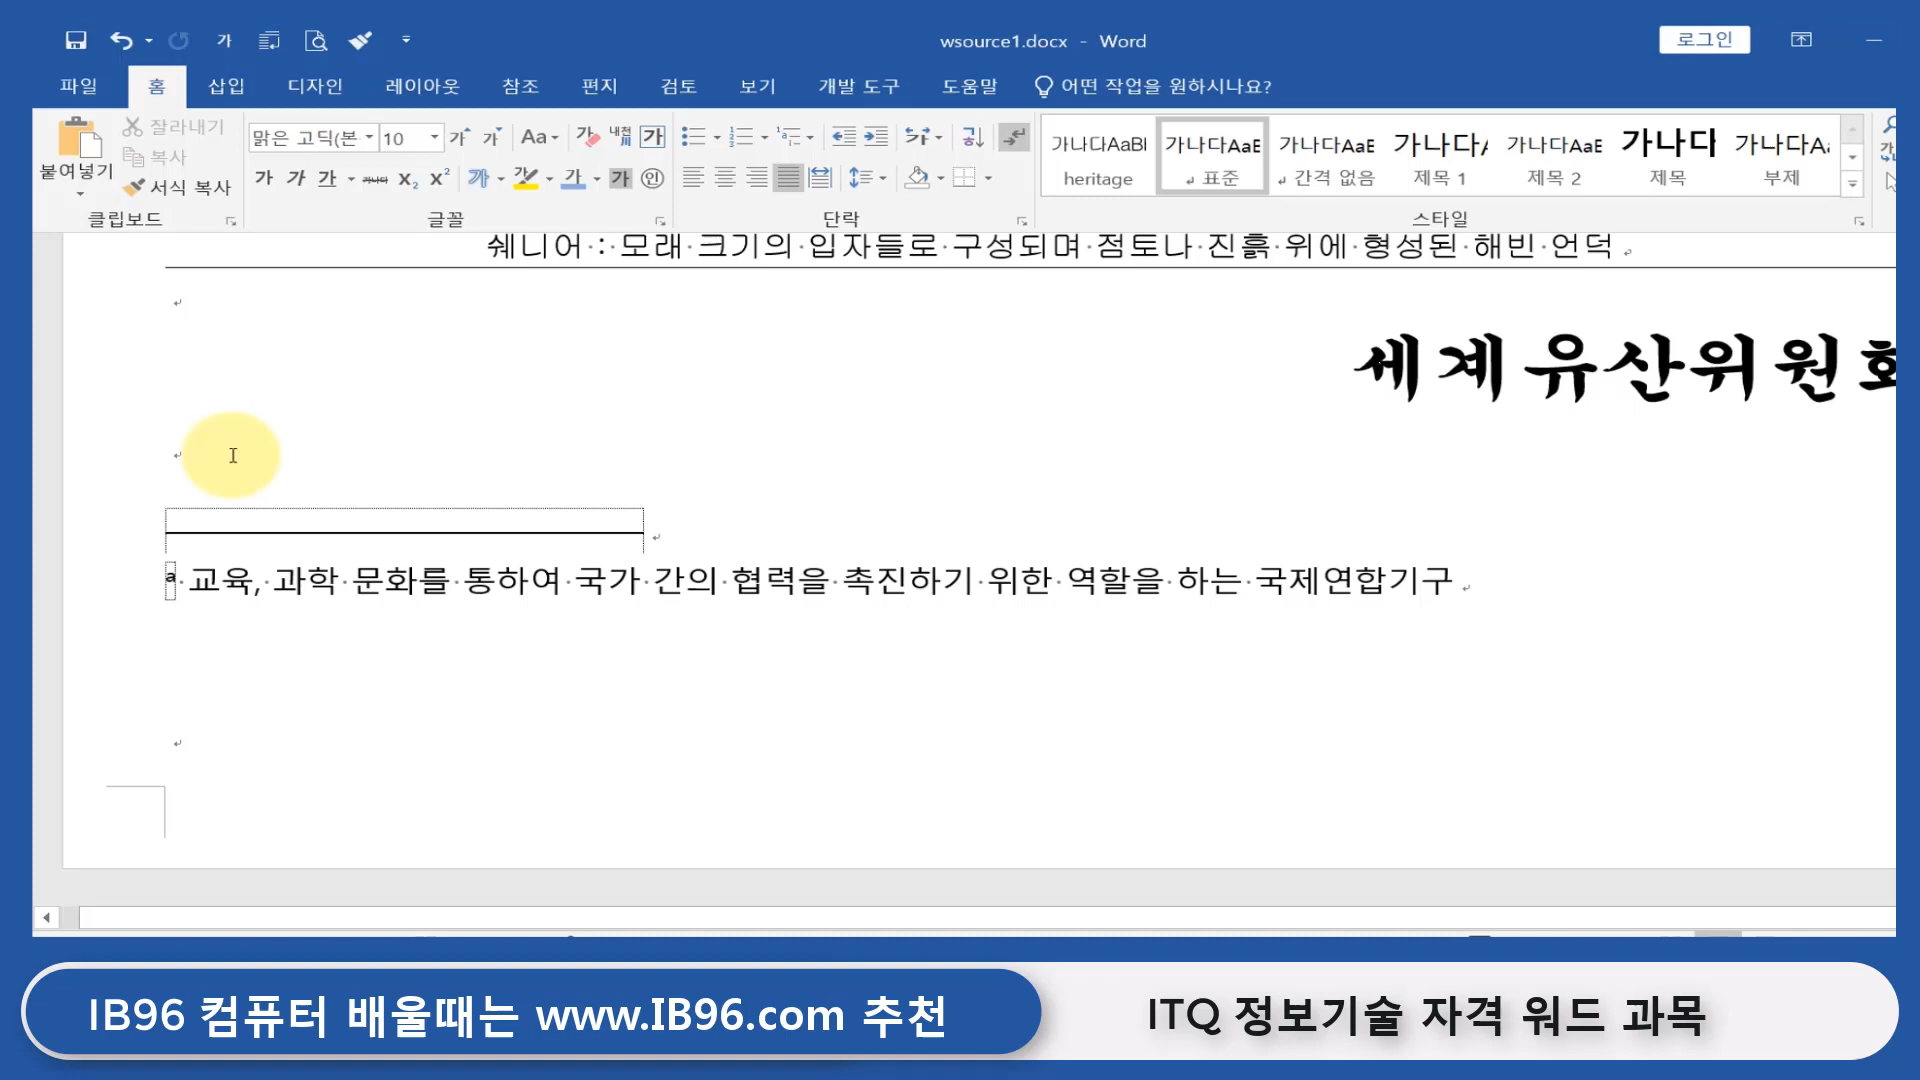 wsource1.docx - Word
로그인
파일 홈 삽입 디자인 레이아웃 참조 편지 검토 보기 개발 도구 도움말 어떤 작업을 원하시나요?
붙여넣기
잘라내기
복사
서식 복사
클립보드
맑은 고딕(본 10
글꼴
단락
가나다AaBl 가나다AaE 가나다AaE 가나다 가나다AaE 가나다 가나다Aa
heritage 표준 간격 없음 제목 1 제목 2 제목 부제
스타일
쉐니어 : 모래 크기의 입자들로 구성되며 점토나 진흙 위에 형성된 해빈 언덕
세계유산위원회
a 교육, 과학 문화를 통하여 국가 간의 협력을 촉진하기 위한 역할을 하는 국제연합기구
IB96 컴퓨터 배울때는 www.IB96.com 추천
ITQ 정보기술 자격 워드 과목